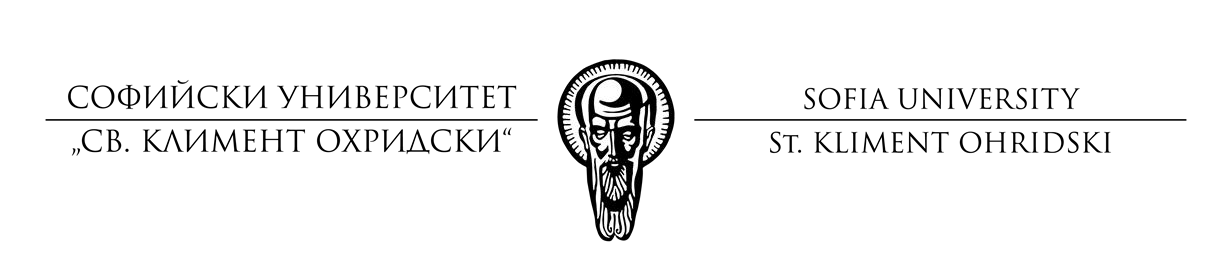 СОФИЙСКИ УНИВЕРСИТЕТ
„СВ. КЛИМЕНТ ОХРИДСКИ“
SOFIA UNIVERSITY
ST. KLIMENT OHRIDSKI